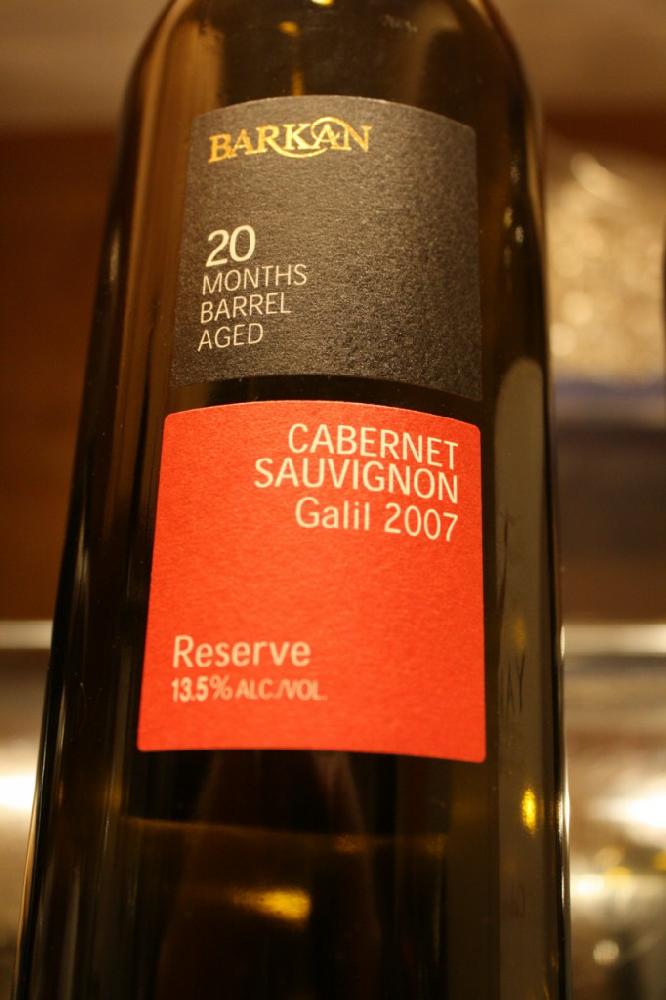 BARKAN
20
MONTHS
BARREL
AGED
CABERNET
SAUVIGNON
Galil 2007
Reserve
13.5% ALC./VOL.